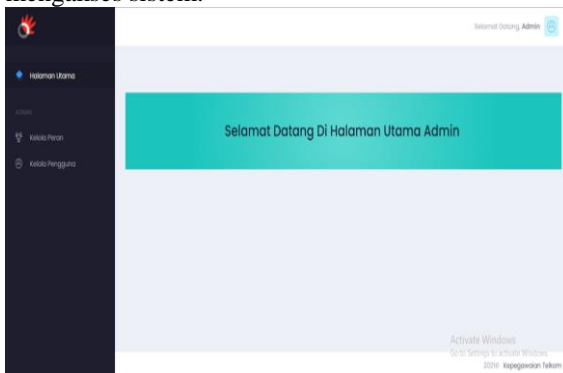 mengakses sistem.
Selamat Datang, Admin
Halaman Utama
Kelola Peran
Kelola Pengguna
Selamat Datang Di Halaman Utama Admin
Activate Windows
Go to Settings to activate Windows.
Kepegawaian Telkom